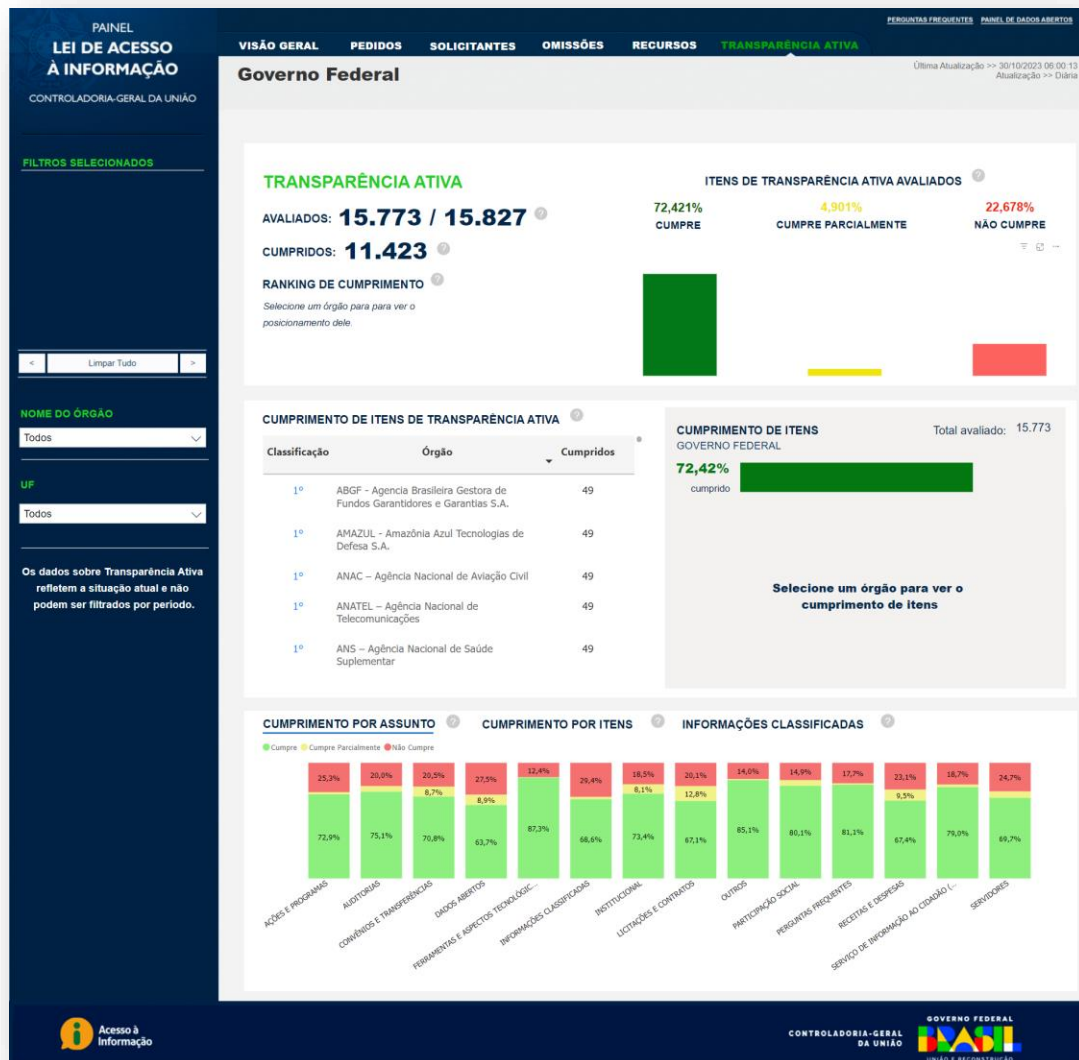 PAINEL
LEI DE ACESSO
À INFORMAÇÃO
CONTROLADORIA-GERAL DA UNIÃO
PERGUNTAS FREQUENTES PAINEL DE DADOS ABERTOS
VISÃO GERAL PEDIDOS SOLICITANTES OMISSÕES RECURSOS TRANSPARÊNCIA ATIVA
Governo Federal
Última Atualização >> 30/10/2023 06:00:13
Atualização >> Diária
FILTROS SELECIONADOS
< Limpar Tudo >
NOME DO ÓRGÃO
Todos
UF
Todos
Os dados sobre Transparência Ativa
refletem a situação atual e não
podem ser filtrados por período.
TRANSPARÊNCIA ATIVA
AVALIADOS: 15.773 / 15.827 ?
CUMPRIDOS: 11.423 ?
RANKING DE CUMPRIMENTO ?
Selecione um órgão para para ver o
posicionamento dele.
ITENS DE TRANSPARÊNCIA ATIVA AVALIADOS ?
72,421% 4,901% 22,678%
CUMPRE CUMPRE PARCIALMENTE NÃO CUMPRE
CUMPRIMENTO DE ITENS DE TRANSPARÊNCIA ATIVA ?
Classificação Órgão Cumpridos
1º ABGF - Agencia Brasileira Gestora de 49
Fundos Garantidores e Garantias S.A.
1º AMAZUL - Amazônia Azul Tecnologias de 49
Defesa S.A.
1º ANAC – Agência Nacional de Aviação Civil 49
1º ANATEL – Agência Nacional de 49
Telecomunicações
1º ANS – Agência Nacional de Saúde 49
Suplementar
CUMPRIMENTO DE ITENS Total avaliado: 15.773
GOVERNO FEDERAL
72,42%
cumprido
Selecione um órgão para ver o
cumprimento de itens
CUMPRIMENTO POR ASSUNTO ? CUMPRIMENTO POR ITENS ? INFORMAÇÕES CLASSIFICADAS ?
Cumpre Cumpre Parcialmente Não Cumpre
25,3% 20,0% 20,5% 27,5% 12,4% 29,4% 18,5% 20,1% 14,0% 14,9% 17,7% 23,1% 18,7% 24,7%
8,7% 8,9% 8,1% 12,8% 9,5%
72,9% 75,1% 70,8% 63,7% 87,3% 68,6% 73,4% 67,1% 85,1% 80,1% 81,1% 67,4% 79,0% 69,7%
AÇÕES E PROGRAMAS
AUDITORIAS
CONVÊNIOS E TRANSFERÊNCIAS
DADOS ABERTOS
FERRAMENTAS E ASPECTOS TECNOLÓGIC...
INFORMAÇÕES CLASSIFICADAS
INSTITUCIONAL
LICITAÇÕES E CONTRATOS
OUTROS
PARTICIPAÇÃO SOCIAL
PERGUNTAS FREQUENTES
RECEITAS E DESPESAS
SERVIÇO DE INFORMAÇÃO AO CIDADÃO (...
SERVIDORES
Acesso à
Informação
CONTROLADORIA-GERAL
DA UNIÃO
GOVERNO FEDERAL
BRASIL
UNIÃO E RECONSTRUÇÃO